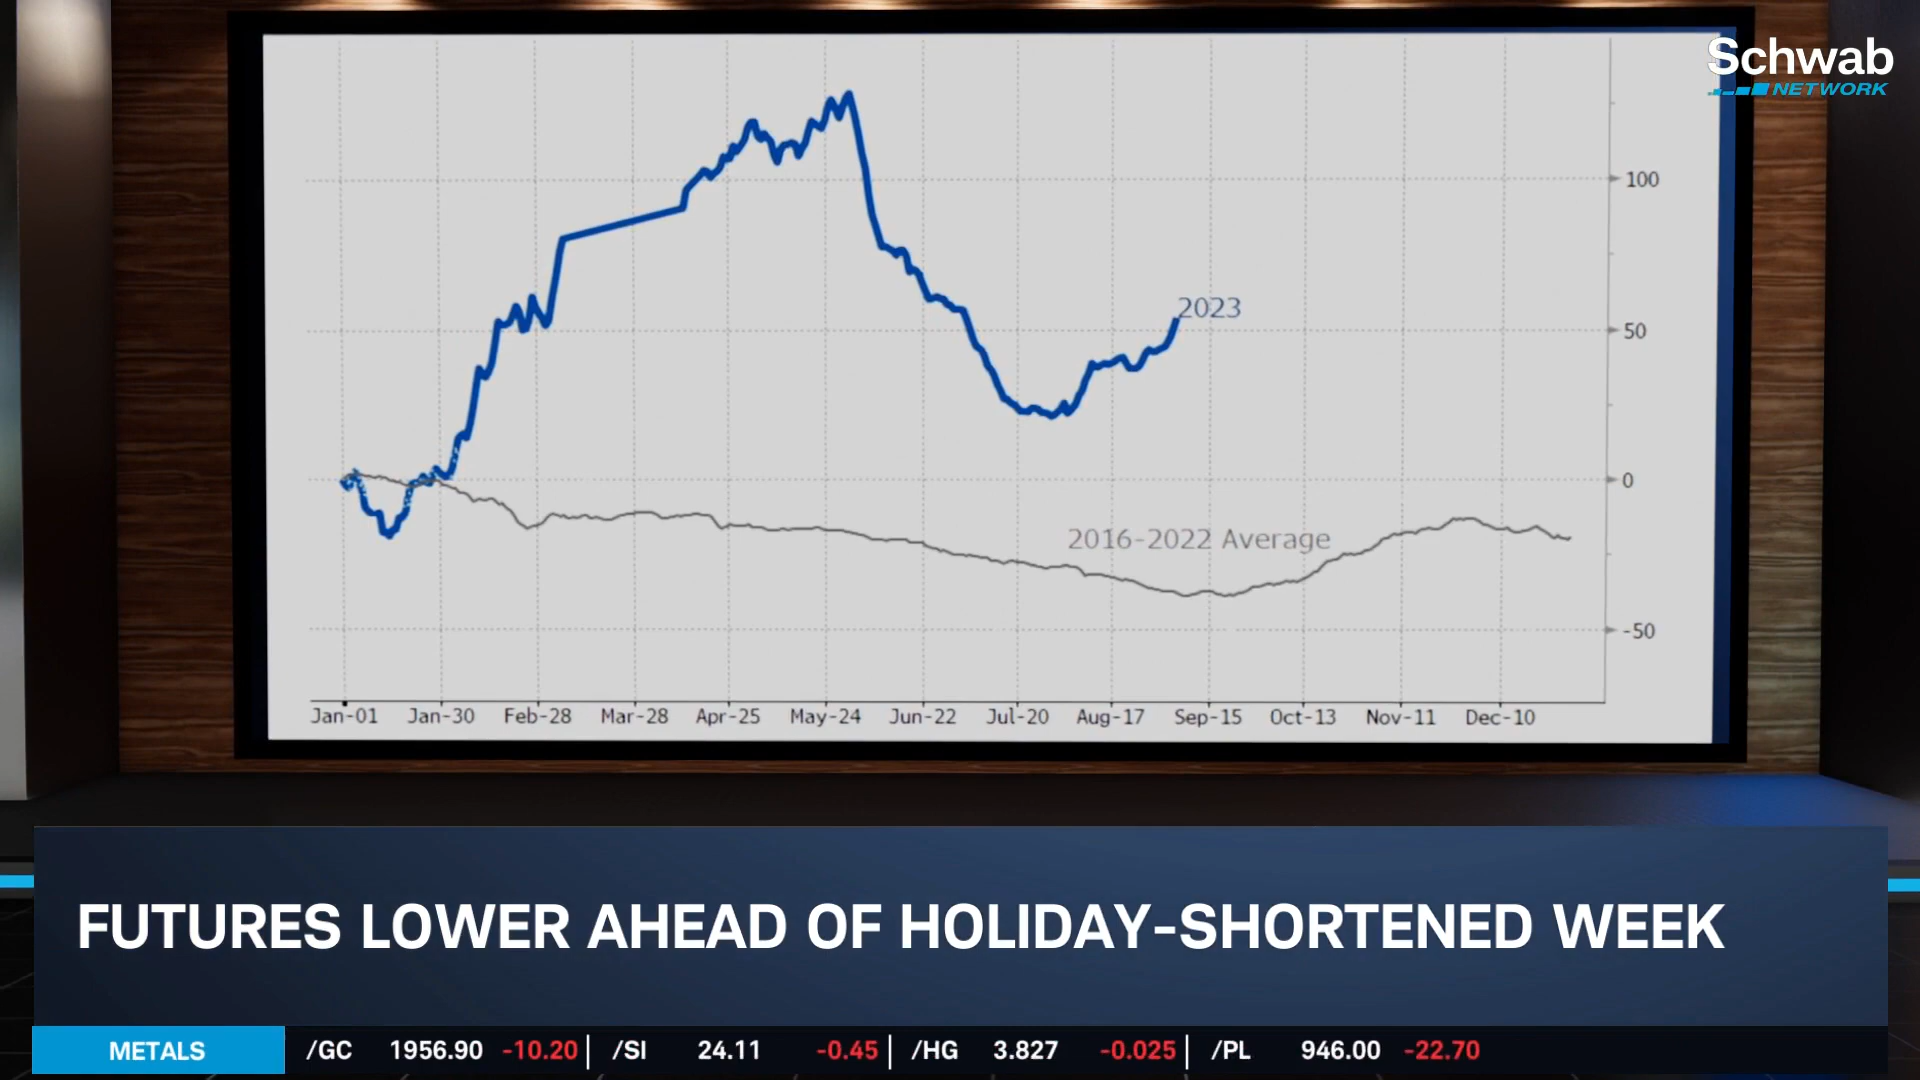 Schwab
NETWORK
100
50
0
-50
2023
2016-2022 Average
Jan-01 Jan-30 Feb-28 Mar-28 Apr-25 May-24 Jun-22 Jul-20 Aug-17 Sep-15 Oct-13 Nov-11 Dec-10
FUTURES LOWER AHEAD OF HOLIDAY-SHORTENED WEEK
METALS /GC 1956.90 -10.20 /SI 24.11 -0.45 /HG 3.827 -0.025 /PL 946.00 -22.70